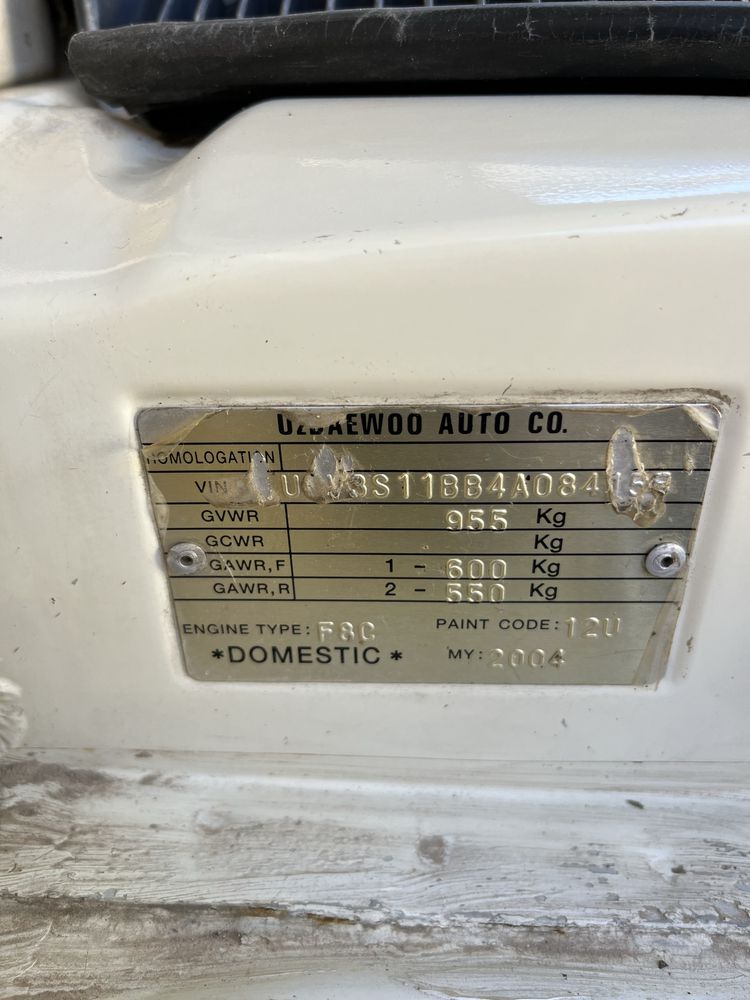 UZDAEWOO AUTO CO.
HOMOLOGATION
VIN
GVWR 955 Kg
GCWR Kg
GAWR,F 1 - 600 Kg
GAWR,R 2 - 550 Kg
ENGINE TYPE: F8C PAINT CODE: 12U
*DOMESTIC* MY: 2004